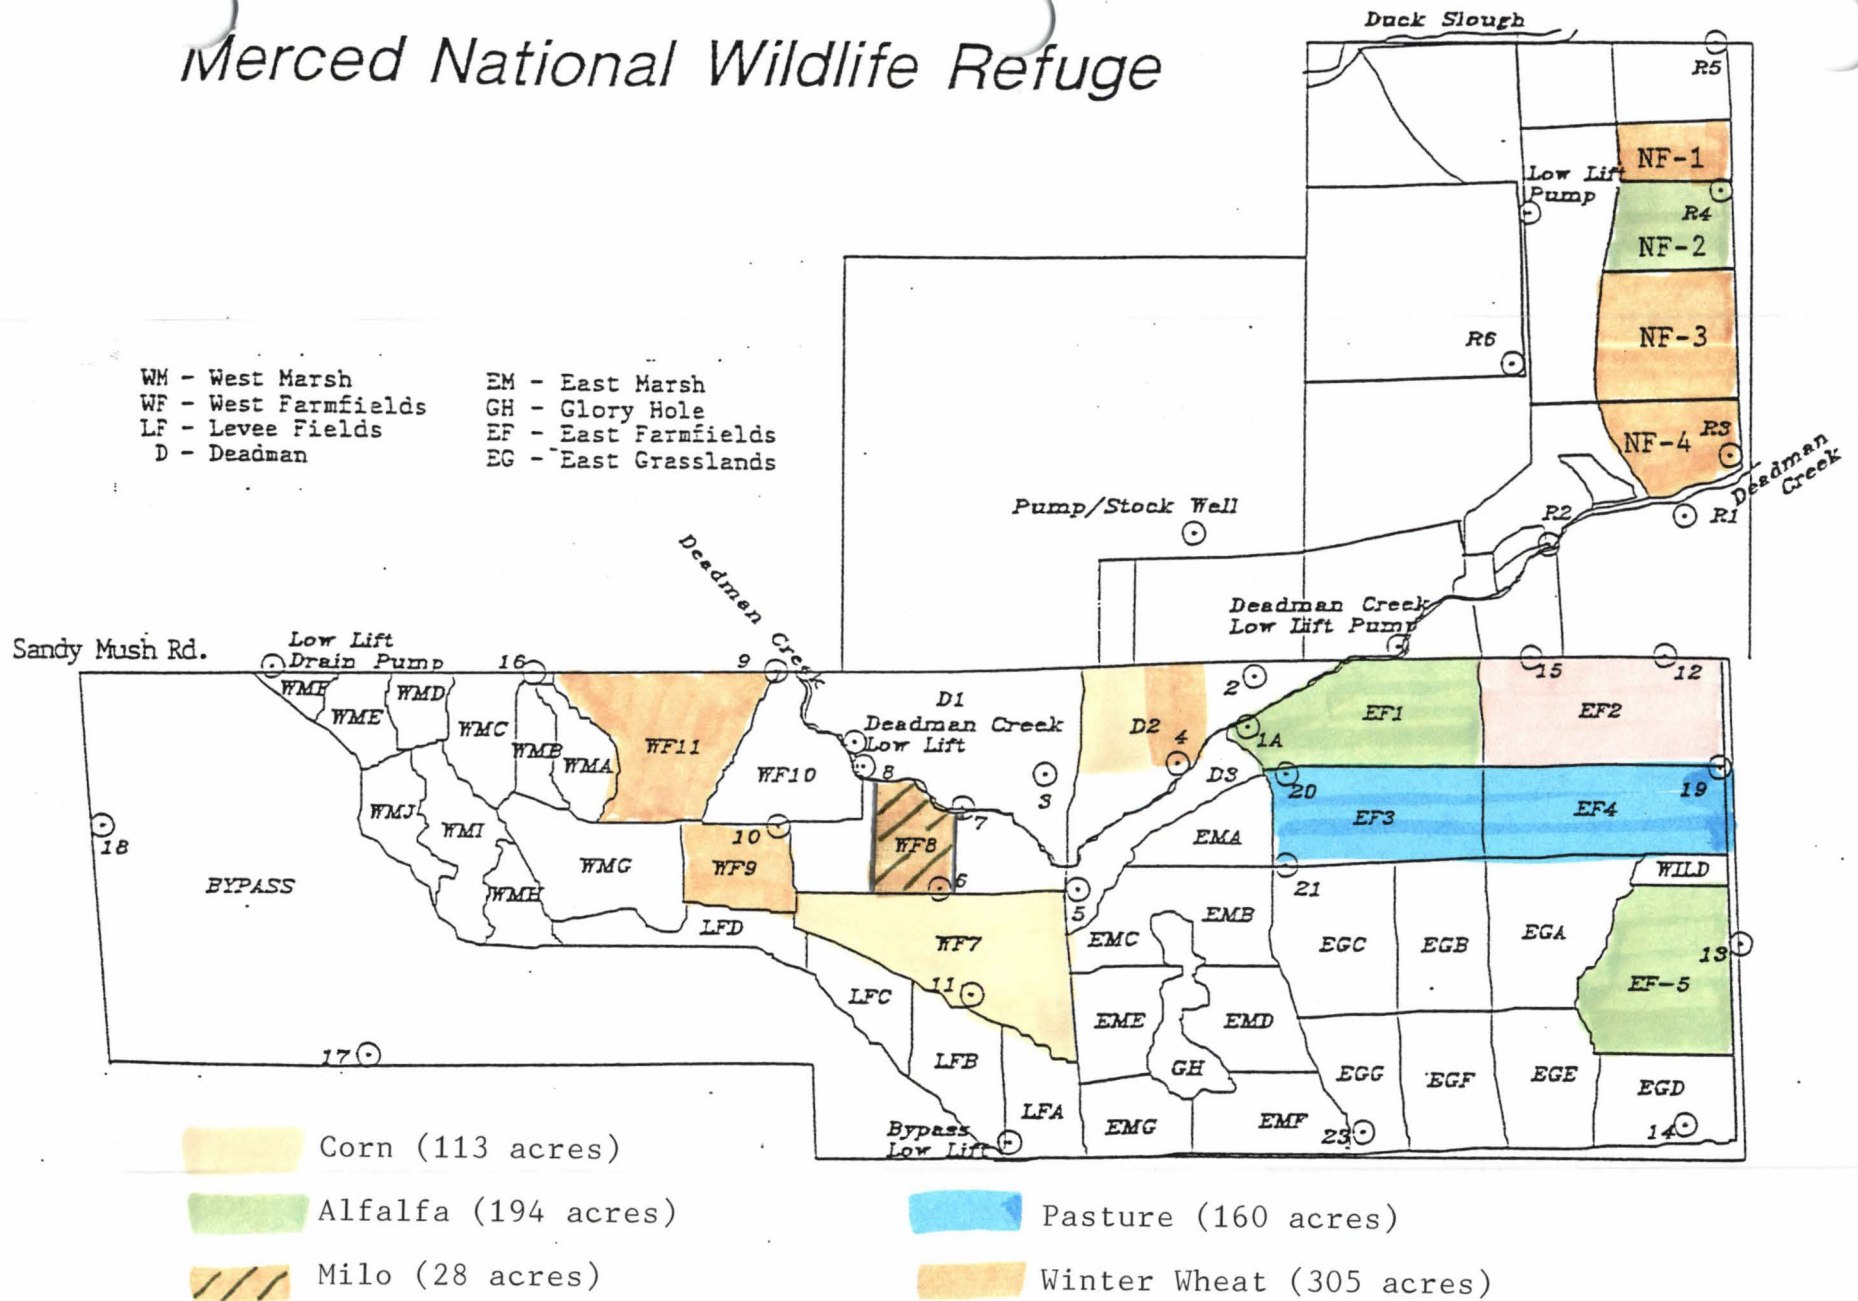 Merced National Wildlife Refuge
Duck Slough
R5
NF-1
Low Lift
Pump
R4
NF-2
R6
NF-3
NF-4
R3
Deadman
Creek
R1
R2
WM - West Marsh
WF - West Farmfields
LF - Levee Fields
D - Deadman
EM - East Marsh
GH - Glory Hole
EF - East Farmfields
EG - East Grasslands
Pump/Stock Well
Deadman Creek
Deadman Creek
Low Lift Pump
Sandy Mush Rd.
Low Lift
Drain Pump
16
9
15
12
2
WME
WMD
WMC
WMB
WMA
WF11
WF10
D1
Deadman Creek
Low Lift
8
3
D2
4
1A
EF1
EF2
D3
20
19
EF3
EF4
18
BYPASS
WMJ
WMI
WMH
WMG
10
WF9
WF8
7
6
5
EMA
21
WILD
LFD
WF7
11
EMC
EMB
EGC
EGB
EGA
13
EF-5
LFC
EME
EMD
17
LFB
GH
EGG
EGF
EGE
EGD
LFA
EMG
EMF
23
14
Bypass
Low Lift
Corn (113 acres)
Alfalfa (194 acres)
Milo (28 acres)
Pasture (160 acres)
Winter Wheat (305 acres)